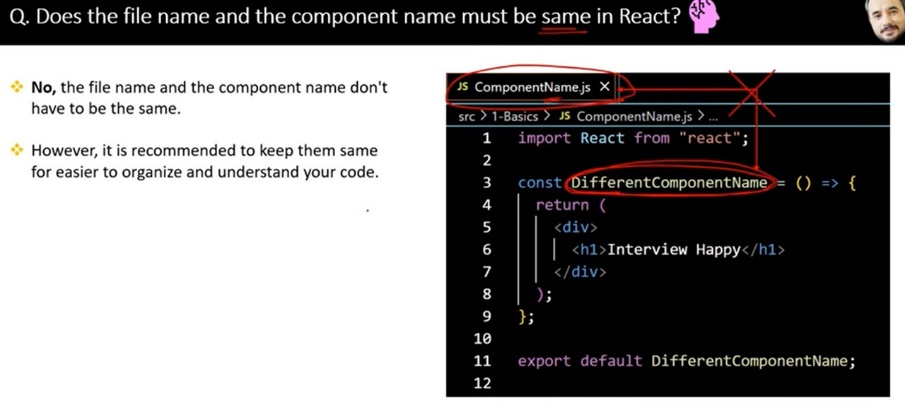 Q. Does the file name and the component name must be same in React?
❖ No, the file name and the component name don't
have to be the same.
❖ However, it is recommended to keep them same
for easier to organize and understand your code.
JS ComponentName.js ✕
src > 1-Basics > JS ComponentName.js > ...
1 import React from "react";
2
3 const DifferentComponentName = () => {
4 return (
5 <div>
6 <h1>Interview Happy</h1>
7 </div>
8 );
9 };
10
11 export default DifferentComponentName;
12